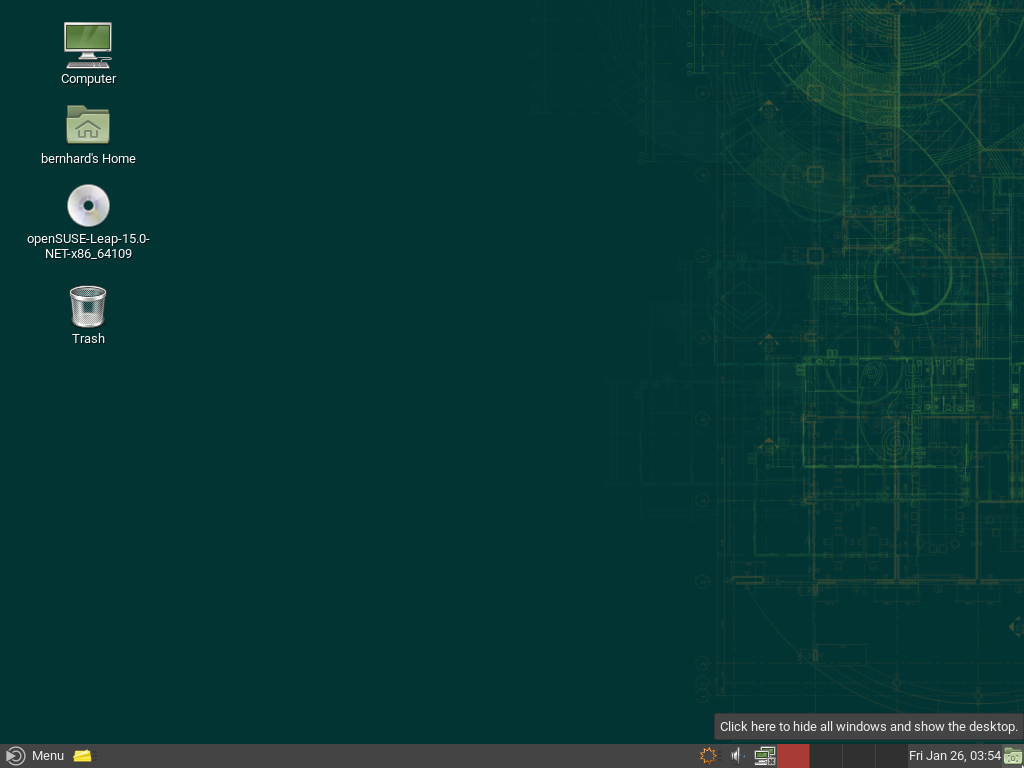 Computer
bernhard's Home
openSUSE-Leap-15.0-
NET-x86_64109
Trash
Click here to hide all windows and show the desktop.
Menu
Fri Jan 26, 03:54